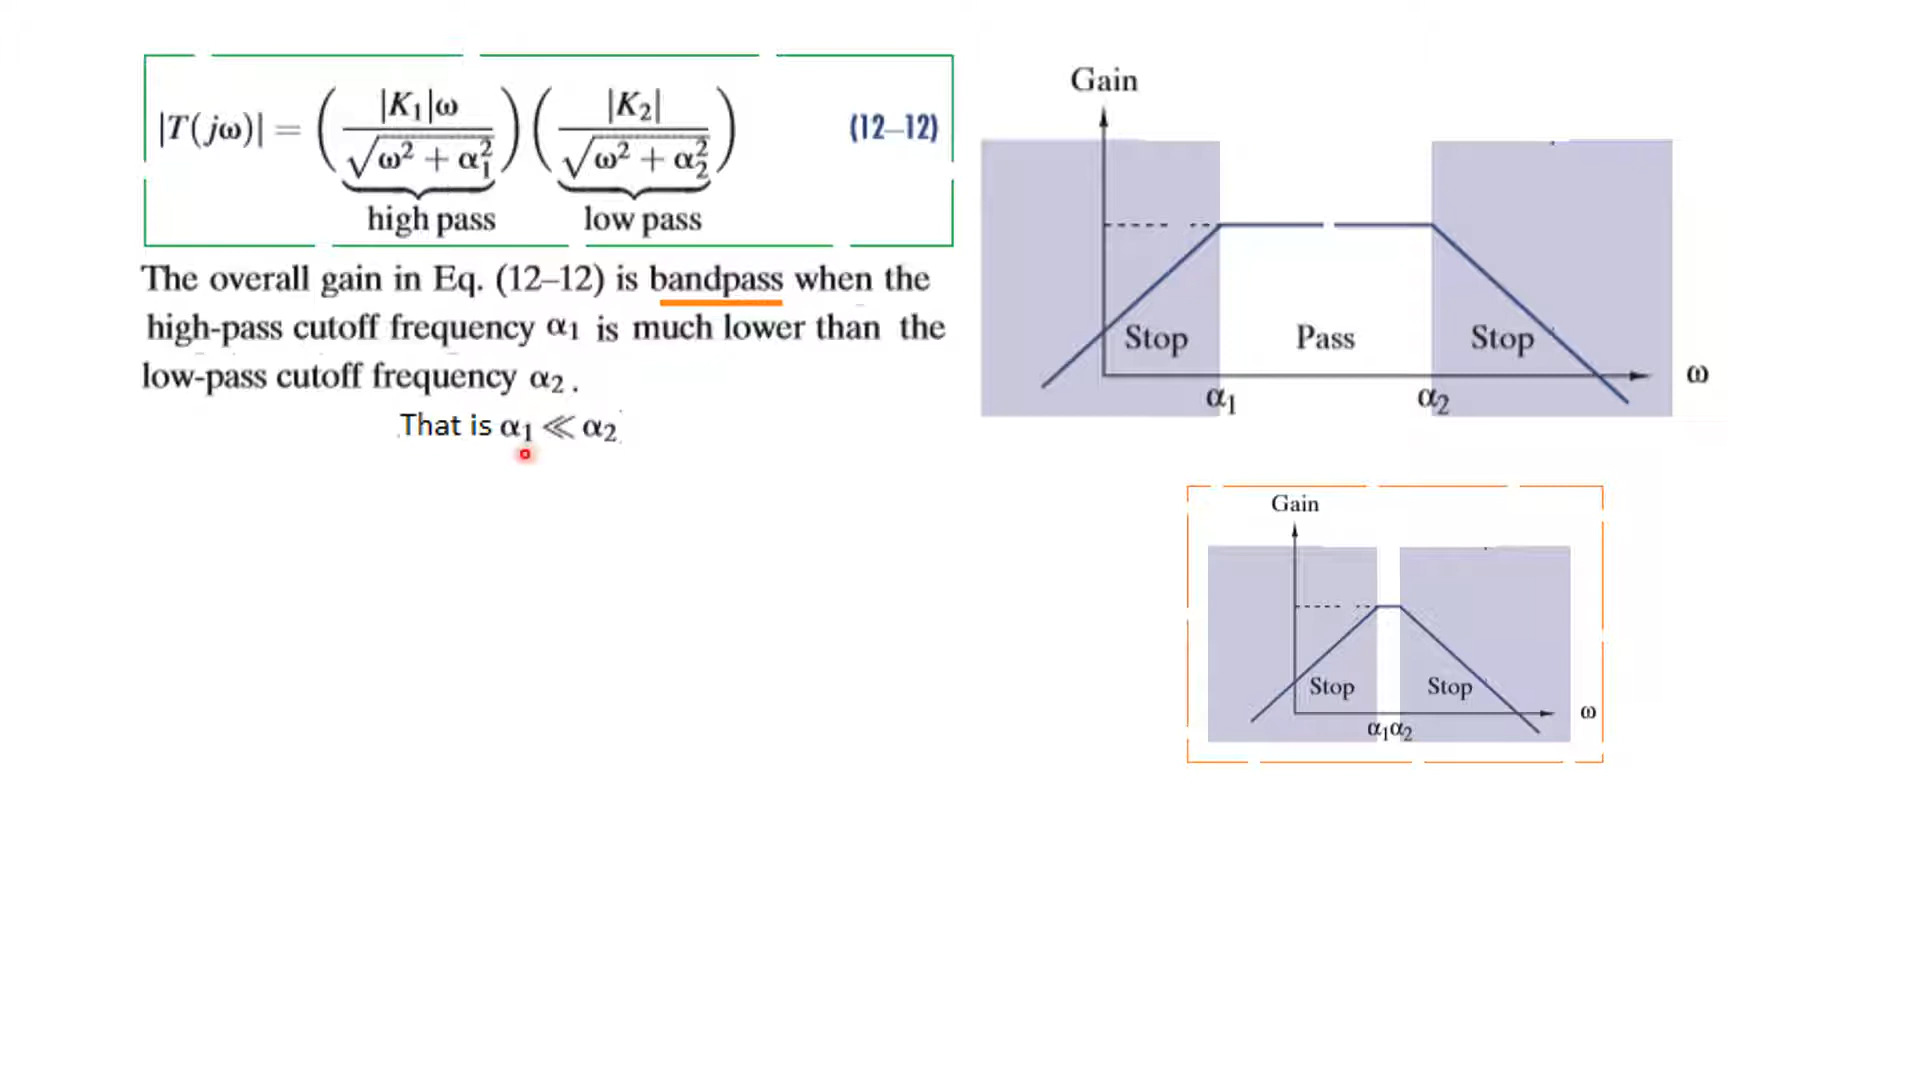 |T(jω)| = (|K₁|ω / √(ω² + α₁²)) (|K₂| / √(ω² + α₂²)) (12–12)
high pass low pass
The overall gain in Eq. (12–12) is bandpass when the
high-pass cutoff frequency α1 is much lower than the
low-pass cutoff frequency α2 .
That is α₁ ≪ α₂
Gain
Stop Pass Stop
ω
α₁ α₂
Gain
Stop Stop
ω
α₁α₂